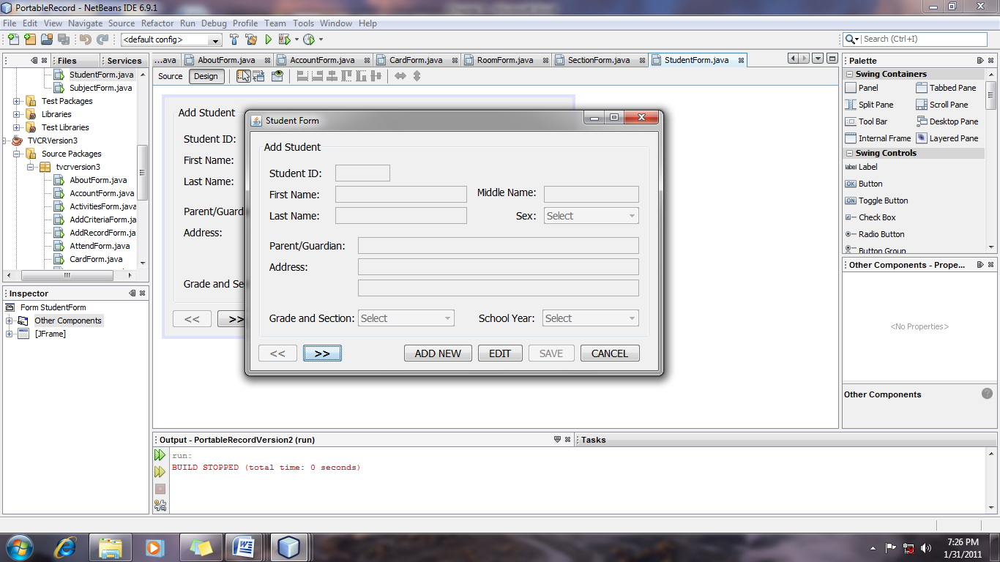 PortableRecord - NetBeans IDE 6.9.1
File Edit View Navigate Source Refactor Run Debug Profile Team Tools Window Help
<default config>
Search (Ctrl+I)
Files
Services
...ava
AboutForm.java
AccountForm.java
CardForm.java
RoomForm.java
SectionForm.java
StudentForm.java
Source
Design
StudentForm.java
SubjectForm.java
Test Packages
Libraries
Test Libraries
TVCRVersion3
Source Packages
tvcrversion3
AboutForm.java
AccountForm.java
ActivitiesForm.java
AddCriteriaForm.ja
AddRecordForm.ja
AttendForm.java
CardForm.java
Inspector
Form StudentForm
Other Components
[JFrame]
Add Student
Student ID:
First Name:
Last Name:
Parent/Guard
Address:
Grade and Se
<<
>>
Student Form
Add Student
Student ID:
First Name:
Middle Name:
Last Name:
Sex:
Select
Parent/Guardian:
Address:
Grade and Section:
Select
School Year:
Select
<<
>>
ADD NEW
EDIT
SAVE
CANCEL
Palette
Swing Containers
Panel
Tabbed Pane
Split Pane
Scroll Pane
Tool Bar
Desktop Pane
Internal Frame
Layered Pane
Swing Controls
label Label
OK Button
ON Toggle Button
Check Box
Radio Button
Button Group
Other Components - Prope...
<No Properties>
Other Components
Output - PortableRecordVersion2 (run)
Tasks
run:
BUILD STOPPED (total time: 0 seconds)
7:26 PM
1/31/2011